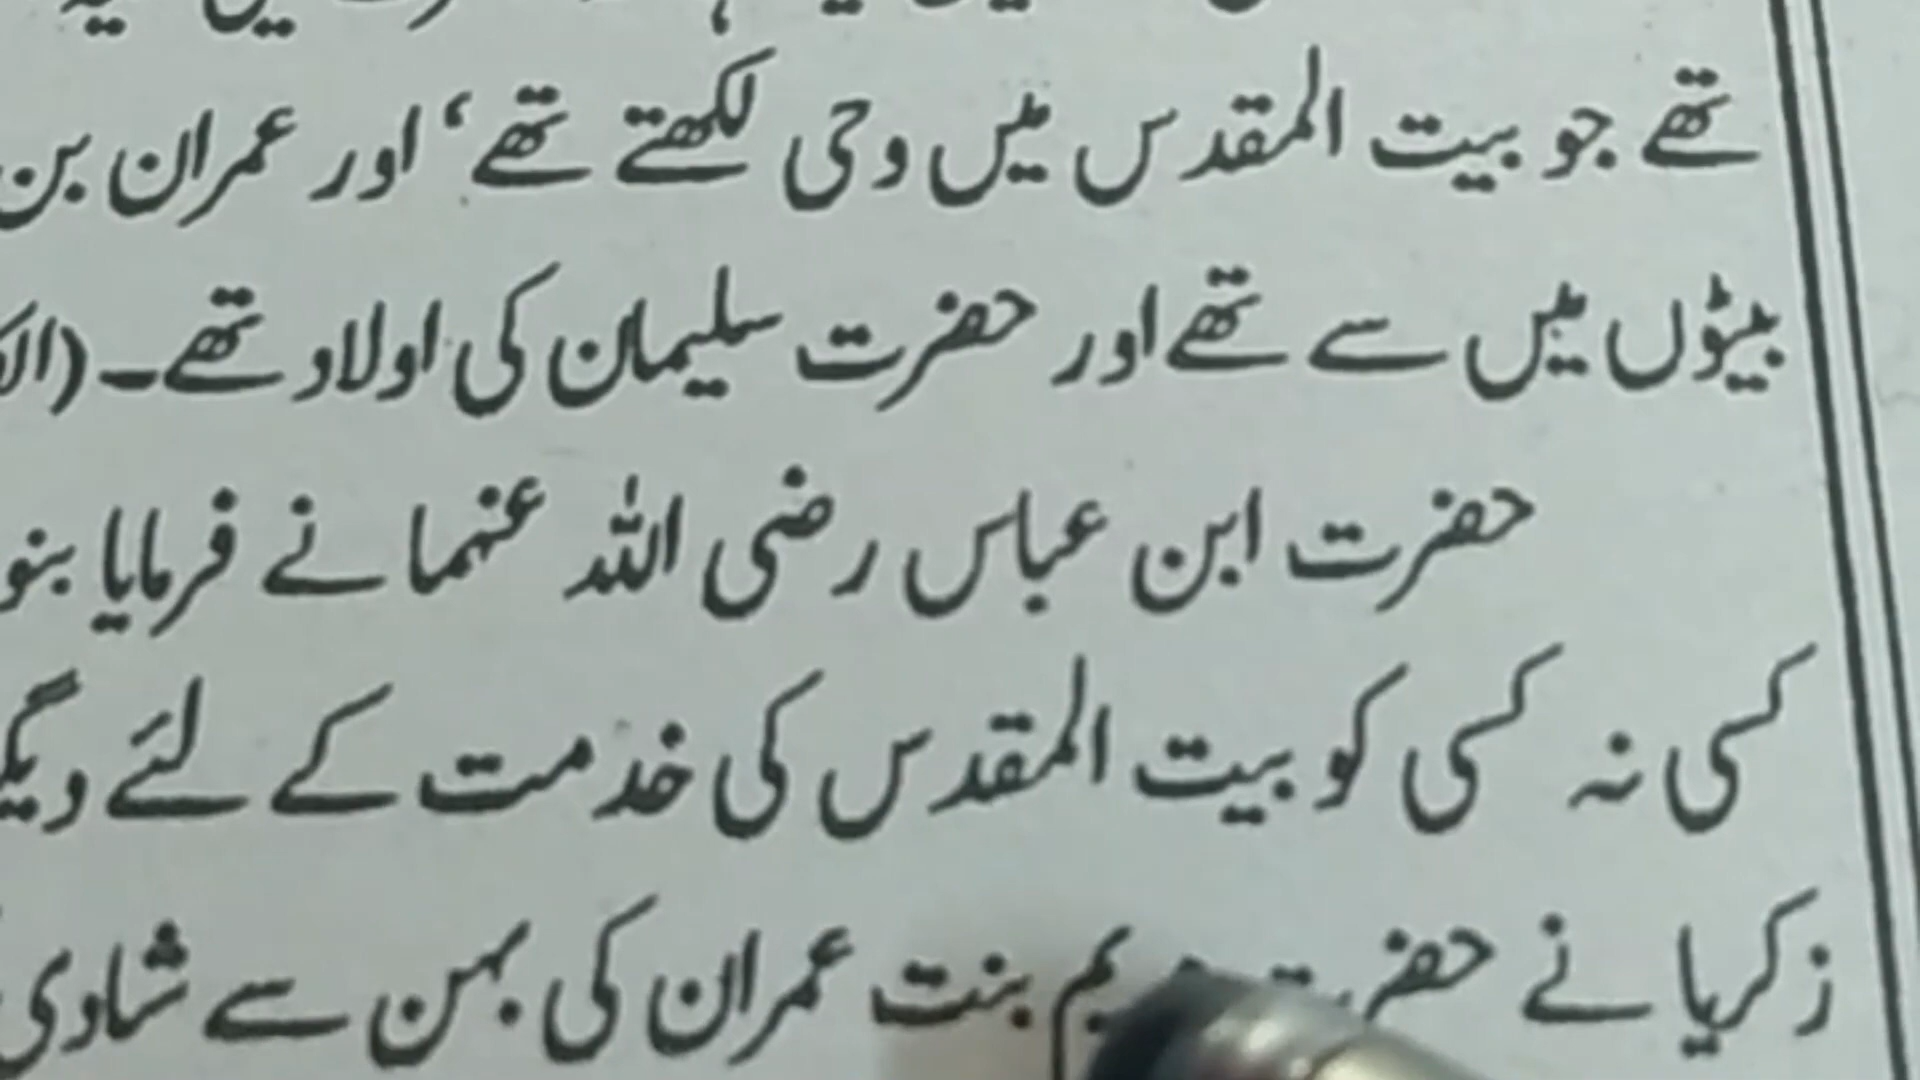 تھے جو بیت المقدس میں وحی لکھتے تھے‘ اور عمران بن
بیٹوں میں سے تھے اور حضرت سلیمان کی اولاد تھے۔ (
حضرت ابن عباس رضی اللہ عنہما نے فرمایا بنو
کسی نہ کسی کو بیت المقدس کی خدمت کے لئے
زکریا نے حضرت بنت عمران کی بہن سے شادی